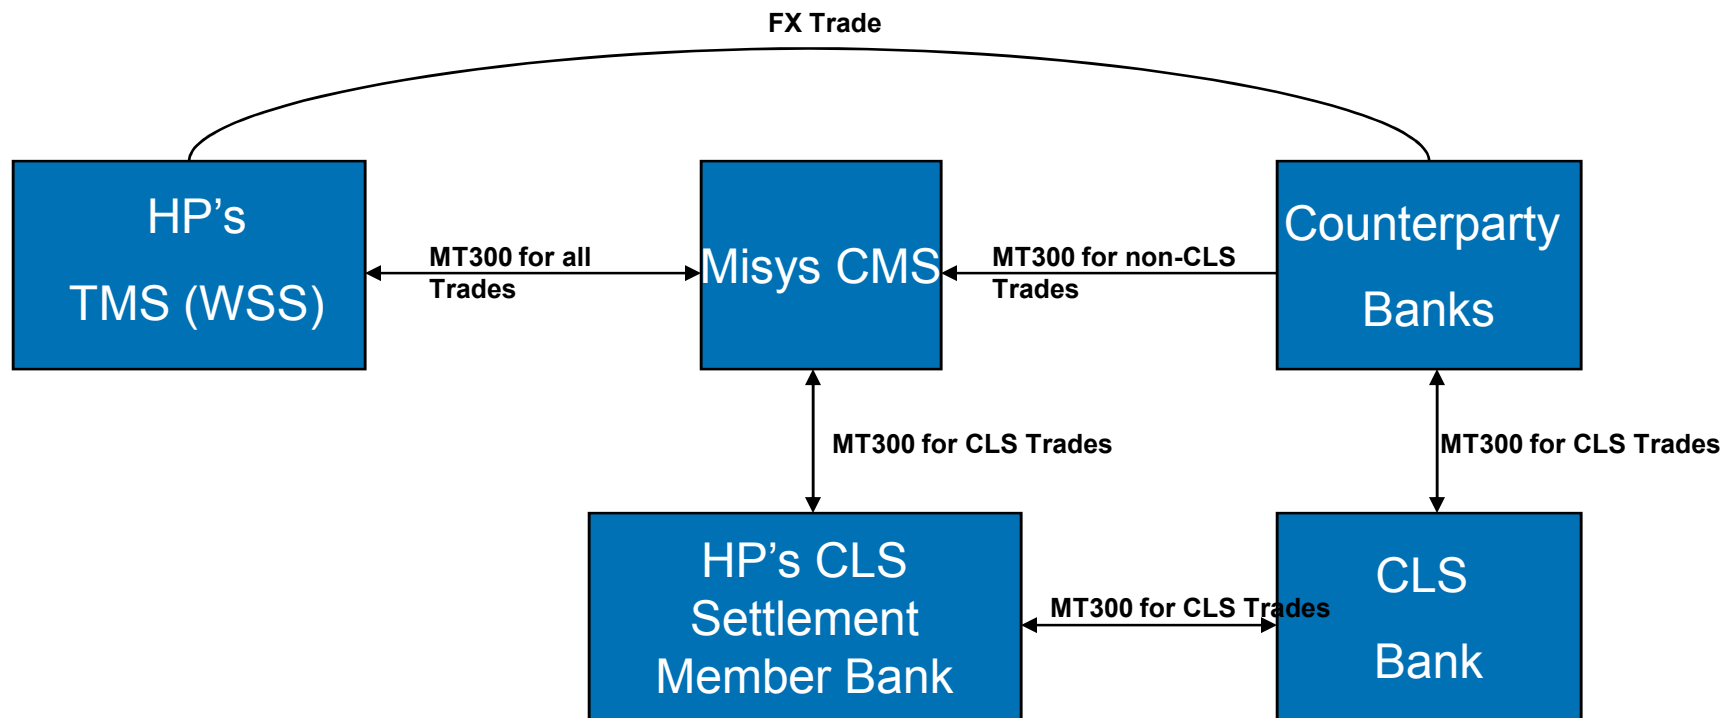 FX Trade
HP’s
TMS (WSS)
MT300 for all
Trades
Misys CMS
MT300 for non-CLS
Trades
Counterparty
Banks
MT300 for CLS Trades
MT300 for CLS Trades
HP’s CLS
Settlement
Member Bank
MT300 for CLS Trades
CLS
Bank